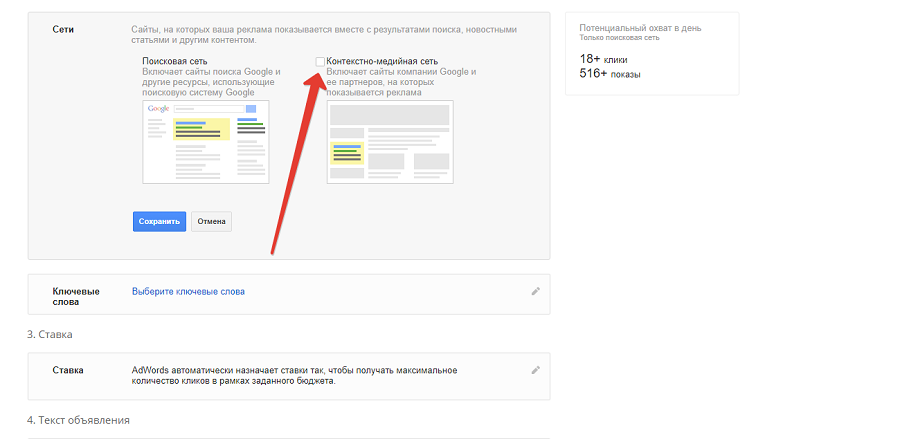 Сети
Сайты, на которых ваша реклама показывается вместе с результатами поиска, новостными
статьями и другим контентом.
Поисковая сеть
Включает сайты поиска Google и
другие ресурсы, использующие
поисковую систему Google
Google
Контекстно-медийная сеть
Включает сайты компании Google и
ее партнеров, на которых
показывается реклама
Сохранить
Отмена
Потенциальный охват в день
Только поисковая сеть
18+ клики
516+ показы
Ключевые
слова
Выберите ключевые слова
3. Ставка
Ставка
AdWords автоматически назначает ставки так, чтобы получать максимальное
количество кликов в рамках заданного бюджета.
4. Текст объявления